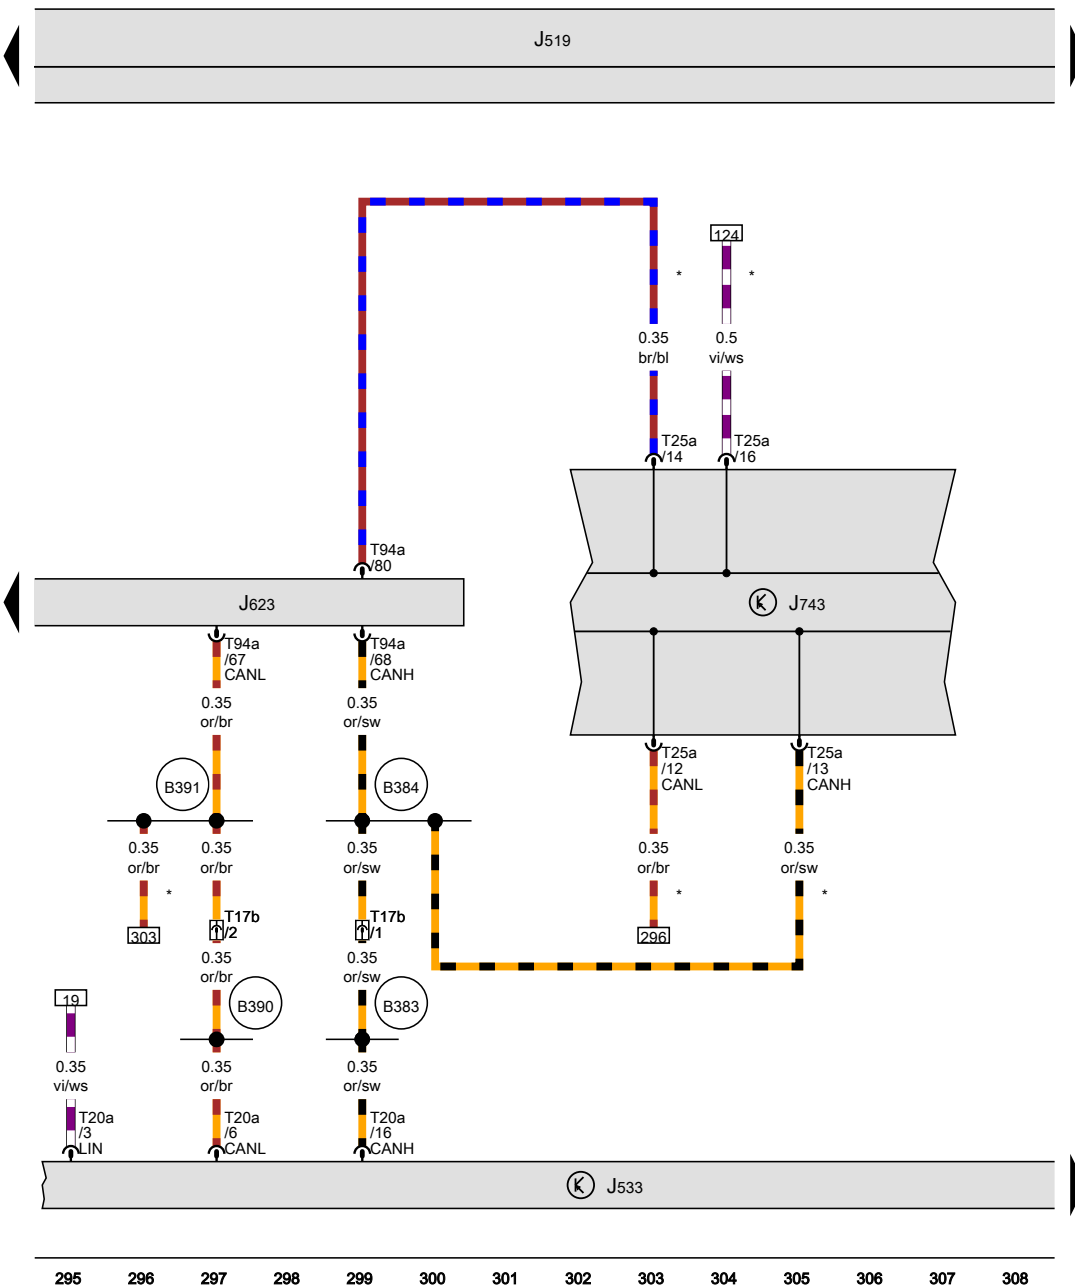 J519
124
*
*
0.35
0.5
br/bl
vi/ws
T25a
/14
T25a
/16
T94a
/80
J623
K J743
T94a
/67
CANL
T94a
/68
CANH
0.35
or/br
0.35
or/sw
T25a
/12
CANL
T25a
/13
CANH
B391
B384
0.35
or/br
0.35
or/br
0.35
or/sw
0.35
or/br
0.35
or/sw
*
*
*
303
T17b
/2
T17b
/1
296
0.35
or/br
0.35
or/sw
19
B390
B383
0.35
vi/ws
0.35
or/br
0.35
or/sw
T20a
/3
LIN
T20a
/6
CANL
T20a
/16
CANH
K J533
295 296 297 298 299 300 301 302 303 304 305 306 307 308